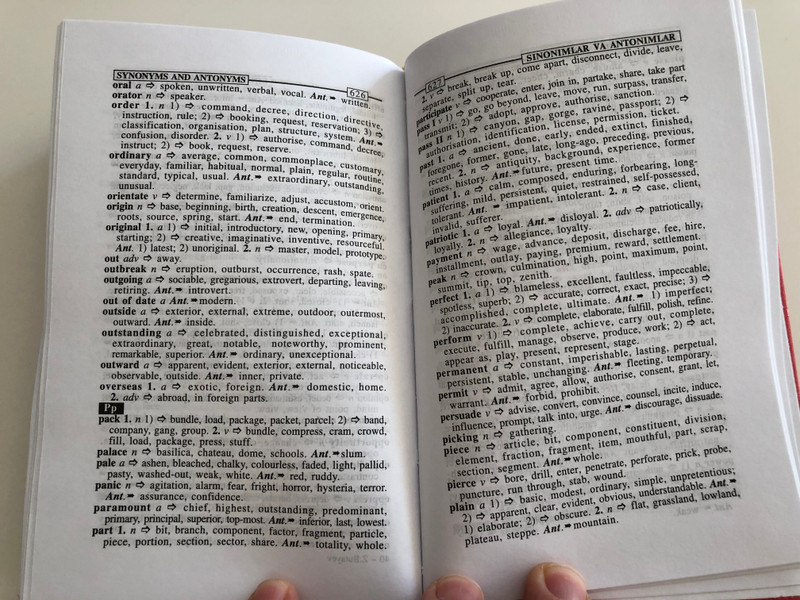 SYNONYMS AND ANTONYMS
626
oral a ⇨ spoken, unwritten, verbal, vocal. Ant.➨ written.
orator n ⇨ speaker.
order 1. n 1) ⇨ command, decree, direction, directive,
instruction, rule; 2) ⇨ booking, request, reservation; 3) ⇨
classification, organisation, plan, structure, system. Ant.➨
confusion, disorder. 2. v 1) ⇨ authorise, command, decree,
instruct; 2) ⇨ book, request, reserve.
ordinary a ⇨ average, common, commonplace, customary,
everyday, familiar, habitual, normal, plain, regular, routine,
standard, typical, usual. Ant.➨ extraordinary, outstanding,
unusual.
orientate v ⇨ determine, familiarize, adjust, accustom, orient.
origin n ⇨ base, beginning, birth, creation, descent, emergence,
roots, source, spring, start. Ant.➨ end, termination.
original 1. a 1) ⇨ initial, introductory, new, opening, primary,
starting; 2) ⇨ creative, imaginative, inventive, resourceful.
Ant. 1) latest; 2) unoriginal. 2. n ⇨ master, model, prototype.
out adv ⇨ away.
outbreak n ⇨ eruption, outburst, occurrence, rash, spate.
outgoing a ⇨ sociable, gregarious, extrovert, departing, leaving,
retiring. Ant.➨ introvert.
out of date a Ant.➨modern.
outside a ⇨ exterior, external, extreme, outdoor, outermost,
outward. Ant.➨ inside.
outstanding a ⇨ celebrated, distinguished, exceptional,
extraordinary, great, notable, noteworthy, prominent,
remarkable, superior. Ant.➨ ordinary, unexceptional.
outward a ⇨ apparent, evident, exterior, external, noticeable,
observable, outside. Ant.➨ inner, private.
overseas 1. a ⇨ exotic, foreign. Ant.➨ domestic, home.
2. adv ⇨ abroad, in foreign parts.
Pp
pack 1. n 1) ⇨ bundle, load, package, packet, parcel; 2) ⇨ band,
company, gang, group. 2. v ⇨ bundle, compress, cram, crowd,
fill, load, package, press, stuff.
palace n ⇨ basilica, chateau, dome, schools. Ant.➨slum.
pale a ⇨ ashen, bleached, chalky, colourless, faded, light, pallid,
pasty, washed-out, weak, white. Ant.➨ red, ruddy.
panic n ⇨ agitation, alarm, fear, fright, horror, hysteria, terror.
Ant.➨ assurance, confidence.
paramount a ⇨ chief, highest, outstanding, predominant,
primary, principal, superior, top-most. Ant.➨ inferior, last, lowest.
part 1. n ⇨ bit, branch, component, factor, fragment, particle,
piece, portion, section, sector, share. Ant.➨ totality, whole.
627
SINONIMLAR VA ANTONIMLAR
2. v ⇨ break, break up, come apart, disconnect, divide, leave,
separate, split up, tear.
participate v ⇨ cooperate, enter, join in, partake, share, take part
pass I v 1) ⇨ go, go beyond, leave, move, run, surpass, transfer,
transmit; 2) ⇨ adopt, approve, authorise, sanction.
pass II n 1) ⇨ canyon, gap, gorge, ravine, passport; 2) ⇨
authorisation, identification, license, permission, ticket.
past 1. a ⇨ ancient, done, early, ended, extinct, finished,
foregone, former, gone, late, long-ago, preceding, previous,
recent. 2. n ⇨ antiquity, background, experience, former
times, history. Ant.➨future, present time.
patient 1. a ⇨ calm, composed, enduring, forbearing, long-
suffering, mild, persistent, quiet, restrained, self-possessed,
tolerant. Ant. ➨ impatient, intolerant. 2. n ⇨ case, client,
invalid, sufferer.
patriotic 1. a ⇨ loyal. Ant.➨ disloyal. 2. adv ⇨ patriotically,
loyally. 2. n ⇨ allegiance, loyalty.
payment n ⇨ wage, advance, deposit, discharge, fee, hire,
installment, outlay, paying, premium, reward, settlement.
peak n ⇨ crown, culmination, high, point, maximum, point,
summit, tip, top, zenith.
perfect 1. a 1) ⇨ blameless, excellent, faultless, impeccable,
spotless, superb; 2) ⇨ accurate, correct, exact, precise; 3) ⇨
accomplished, complete, ultimate. Ant.➨ 1) imperfect;
2) inaccurate. 2. v ⇨ complete, elaborate, fulfill, polish, refine.
perform v 1) ⇨ complete, achieve, carry out, complete,
execute, fulfill, manage, observe, produce, work; 2) ⇨ act,
appear as, play, present, represent, stage.
permanent a ⇨ constant, imperishable, lasting, perpetual,
persistent, stable, unchanging. Ant.➨ fleeting, temporary.
permit v ⇨ admit, agree, allow, authorise, consent, grant, let,
warrant. Ant.➨ forbid, prohibit.
persuade v ⇨ advise, convert, convince, counsel, incite, induce,
influence, prompt, talk into, urge. Ant.➨ discourage, dissuade.
picking n ⇨ gathering.
piece n ⇨ article, bit, component, constituent, division;
element, fraction, fragment, item, mouthful, part, scrap,
section, segment. Ant.➨whole.
pierce v ⇨ bore, drill, enter, penetrate, perforate, prick, probe,
puncture, run through, stab, wound.
plain a 1) ⇨ basic, modest, ordinary, simple, unpretentious;
2) ⇨ apparent, clear, evident, obvious, understandable. Ant.➨
1) elaborate; 2) ⇨ obscure. 2. n ⇨ flat, grassland, lowland,
plateau, steppe. Ant.➨mountain.